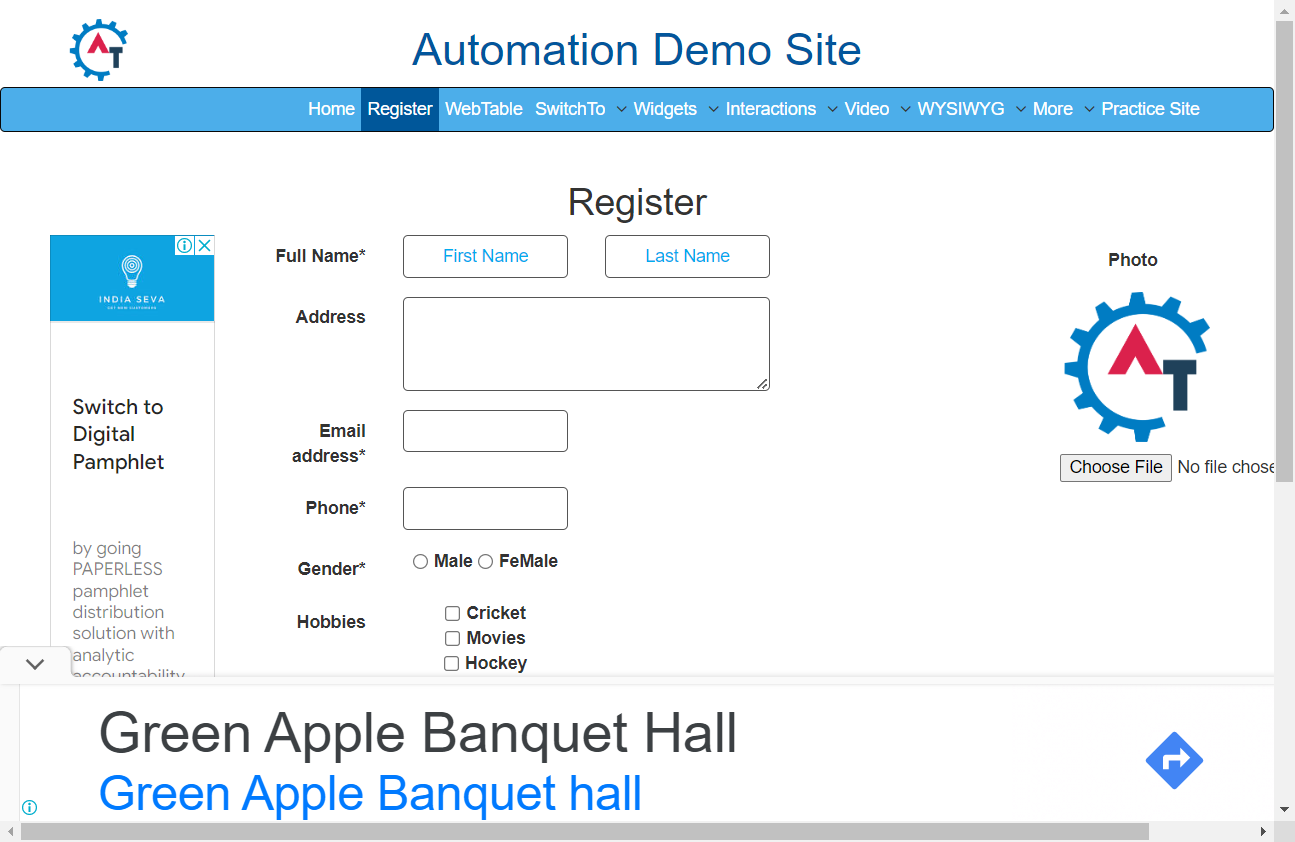 Automation Demo Site
Home Register WebTable SwitchTo Widgets Interactions Video WYSIWYG More Practice Site
Register
INDIA SEVA
Switch to
Digital
Pamphlet
by going
PAPERLESS
pamphlet
distribution
solution with
analytic
accountability
Full Name* First Name Last Name
Address
Email
address*
Phone*
Gender* Male FeMale
Hobbies Cricket
Movies
Hockey
Photo
AT
Choose File No file chose
Green Apple Banquet Hall
Green Apple Banquet hall